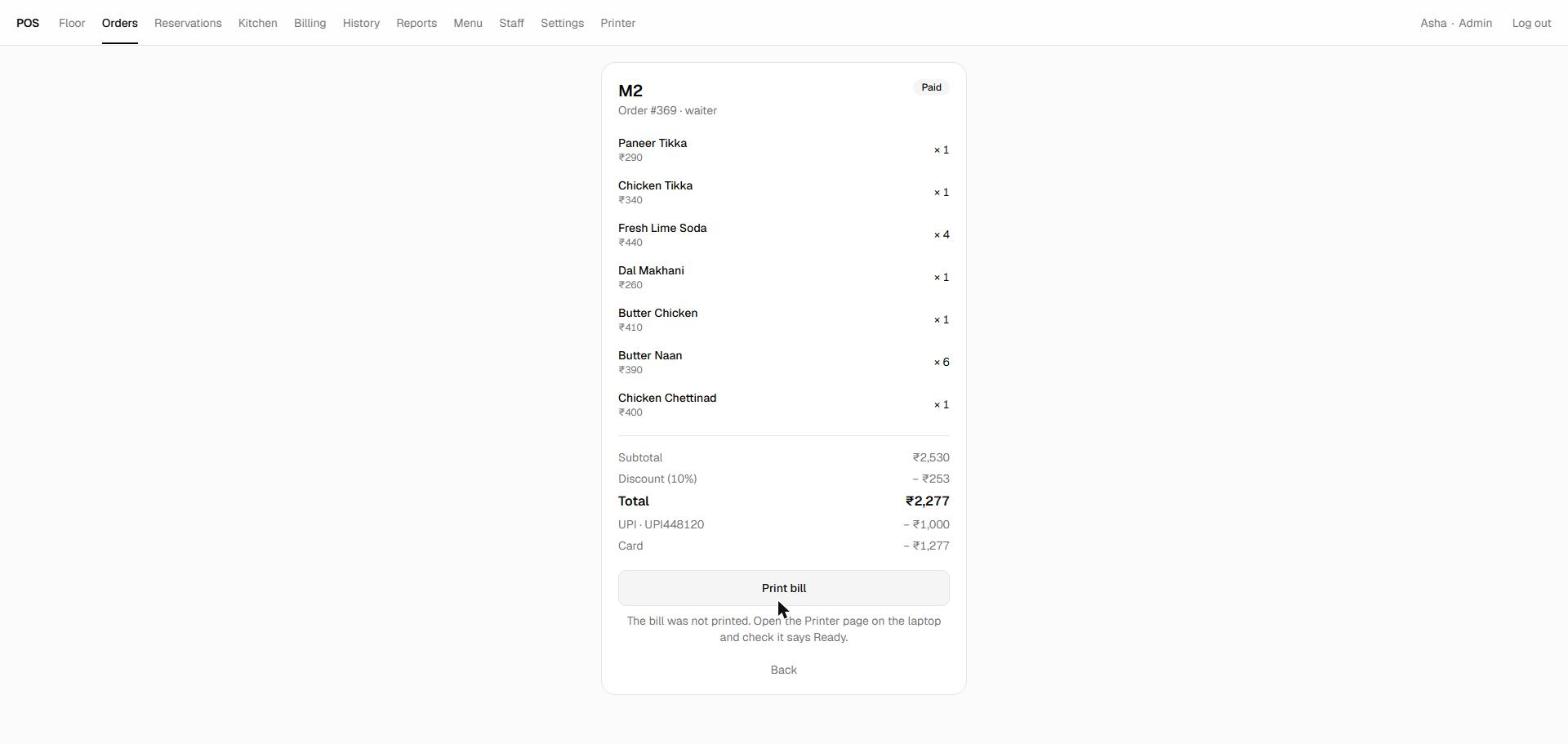 POS Floor Orders Reservations Kitchen Billing History Reports Menu Staff Settings Printer Asha · Admin Log out
M2 Paid
Order #369 · waiter
Paneer Tikka
₹290
× 1
Chicken Tikka
₹340
× 1
Fresh Lime Soda
₹440
× 4
Dal Makhani
₹260
× 1
Butter Chicken
₹410
× 1
Butter Naan
₹390
× 6
Chicken Chettinad
₹400
× 1
Subtotal ₹2,530
Discount (10%) − ₹253
Total ₹2,277
UPI · UPI448120 − ₹1,000
Card − ₹1,277
Print bill
The bill was not printed. Open the Printer page on the laptop
and check it says Ready.
Back